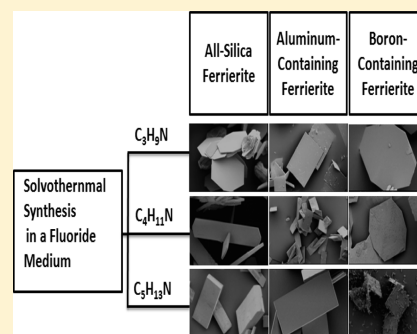 All-Silica
Ferrierite
Aluminum-
Containing
Ferrierite
Boron-
Containing
Ferrierite
Solvothernmal
Synthesis
in a Fluoride
Medium
C₃H₉N
C₄H₁₁N
C₅H₁₃N